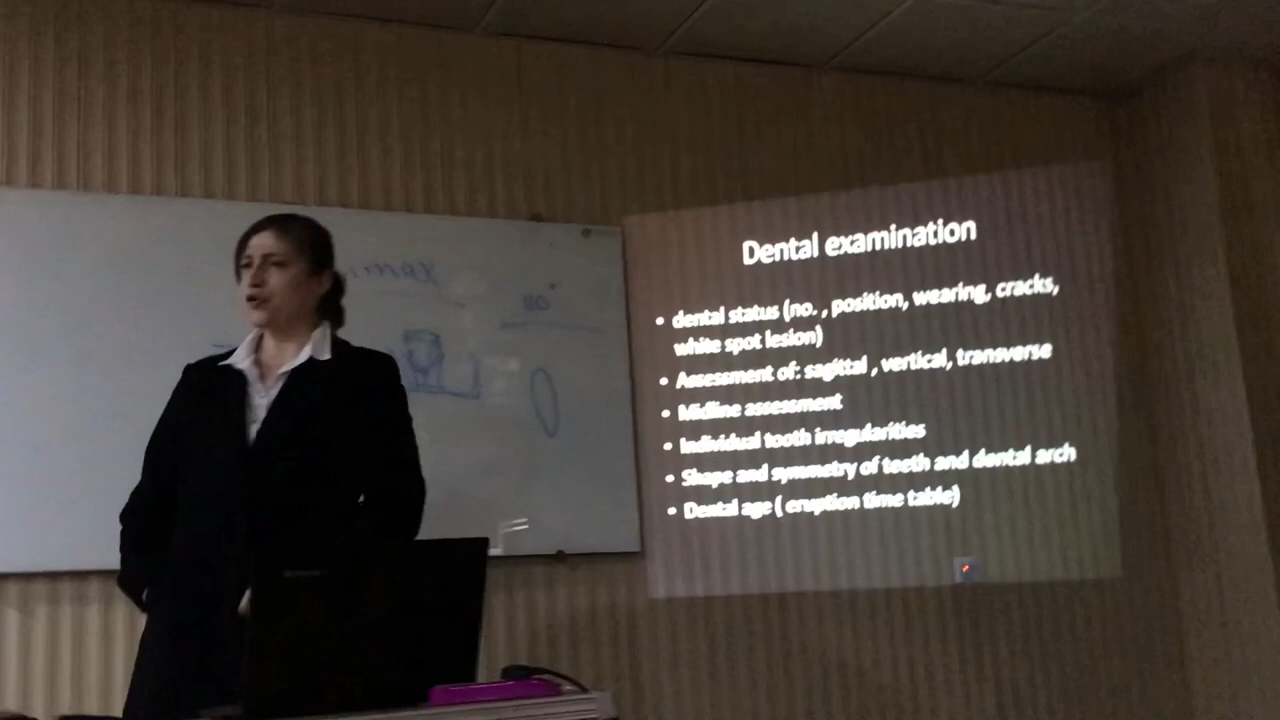 Dental examination
• dental status (no. , position, wearing, cracks,
white spot lesion)
• Assessment of: sagittal , vertical, transverse
• Midline assessment
• Individual tooth irregularities
• Shape and symmetry of teeth and dental arch
• Dental age ( eruption time table)